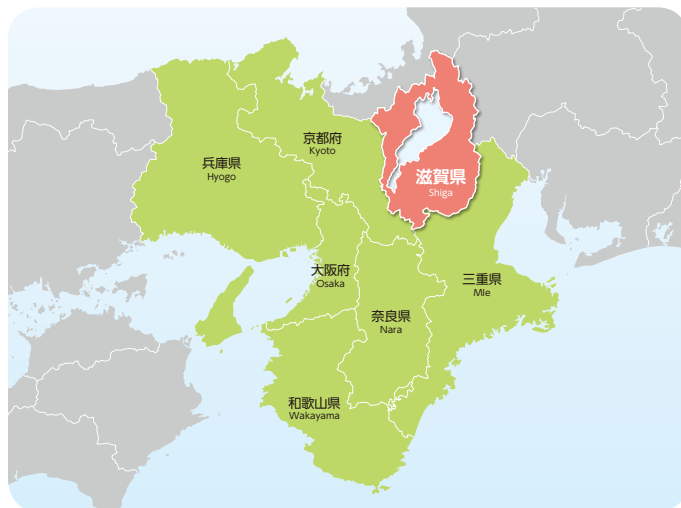 京都府
Kyoto
兵庫県
Hyogo
滋賀県
Shiga
大阪府
Osaka
三重県
MIe
奈良県
Nara
和歌山県
Wakayama